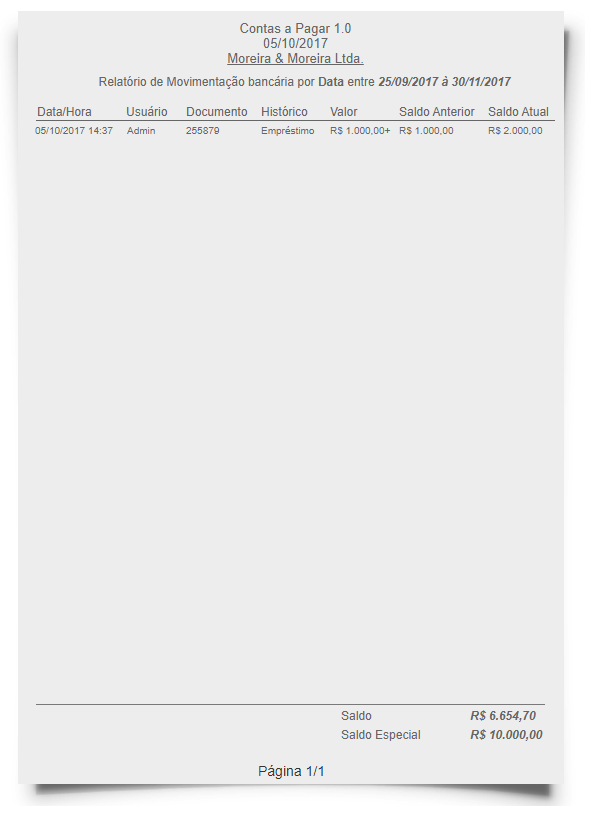 Contas a Pagar 1.0
05/10/2017
Moreira & Moreira Ltda.
Relatório de Movimentação bancária por Data entre 25/09/2017 à 30/11/2017
Data/Hora Usuário Documento Histórico Valor Saldo Anterior Saldo Atual
05/10/2017 14:37 Admin 255879 Empréstimo R$ 1.000,00+ R$ 1.000,00 R$ 2.000,00
Saldo R$ 6.654,70
Saldo Especial R$ 10.000,00
Página 1/1